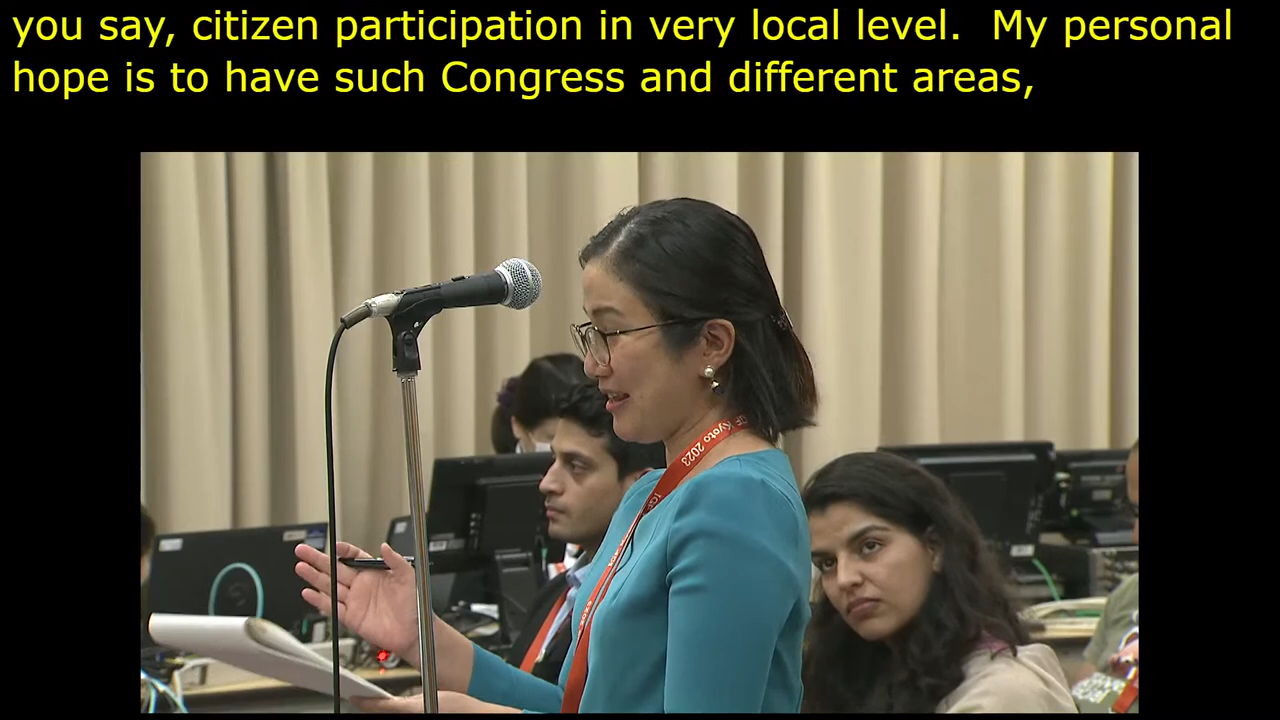 you say, citizen participation in very local level.  My personal
hope is to have such Congress and different areas,
IGF Kyoto 2023